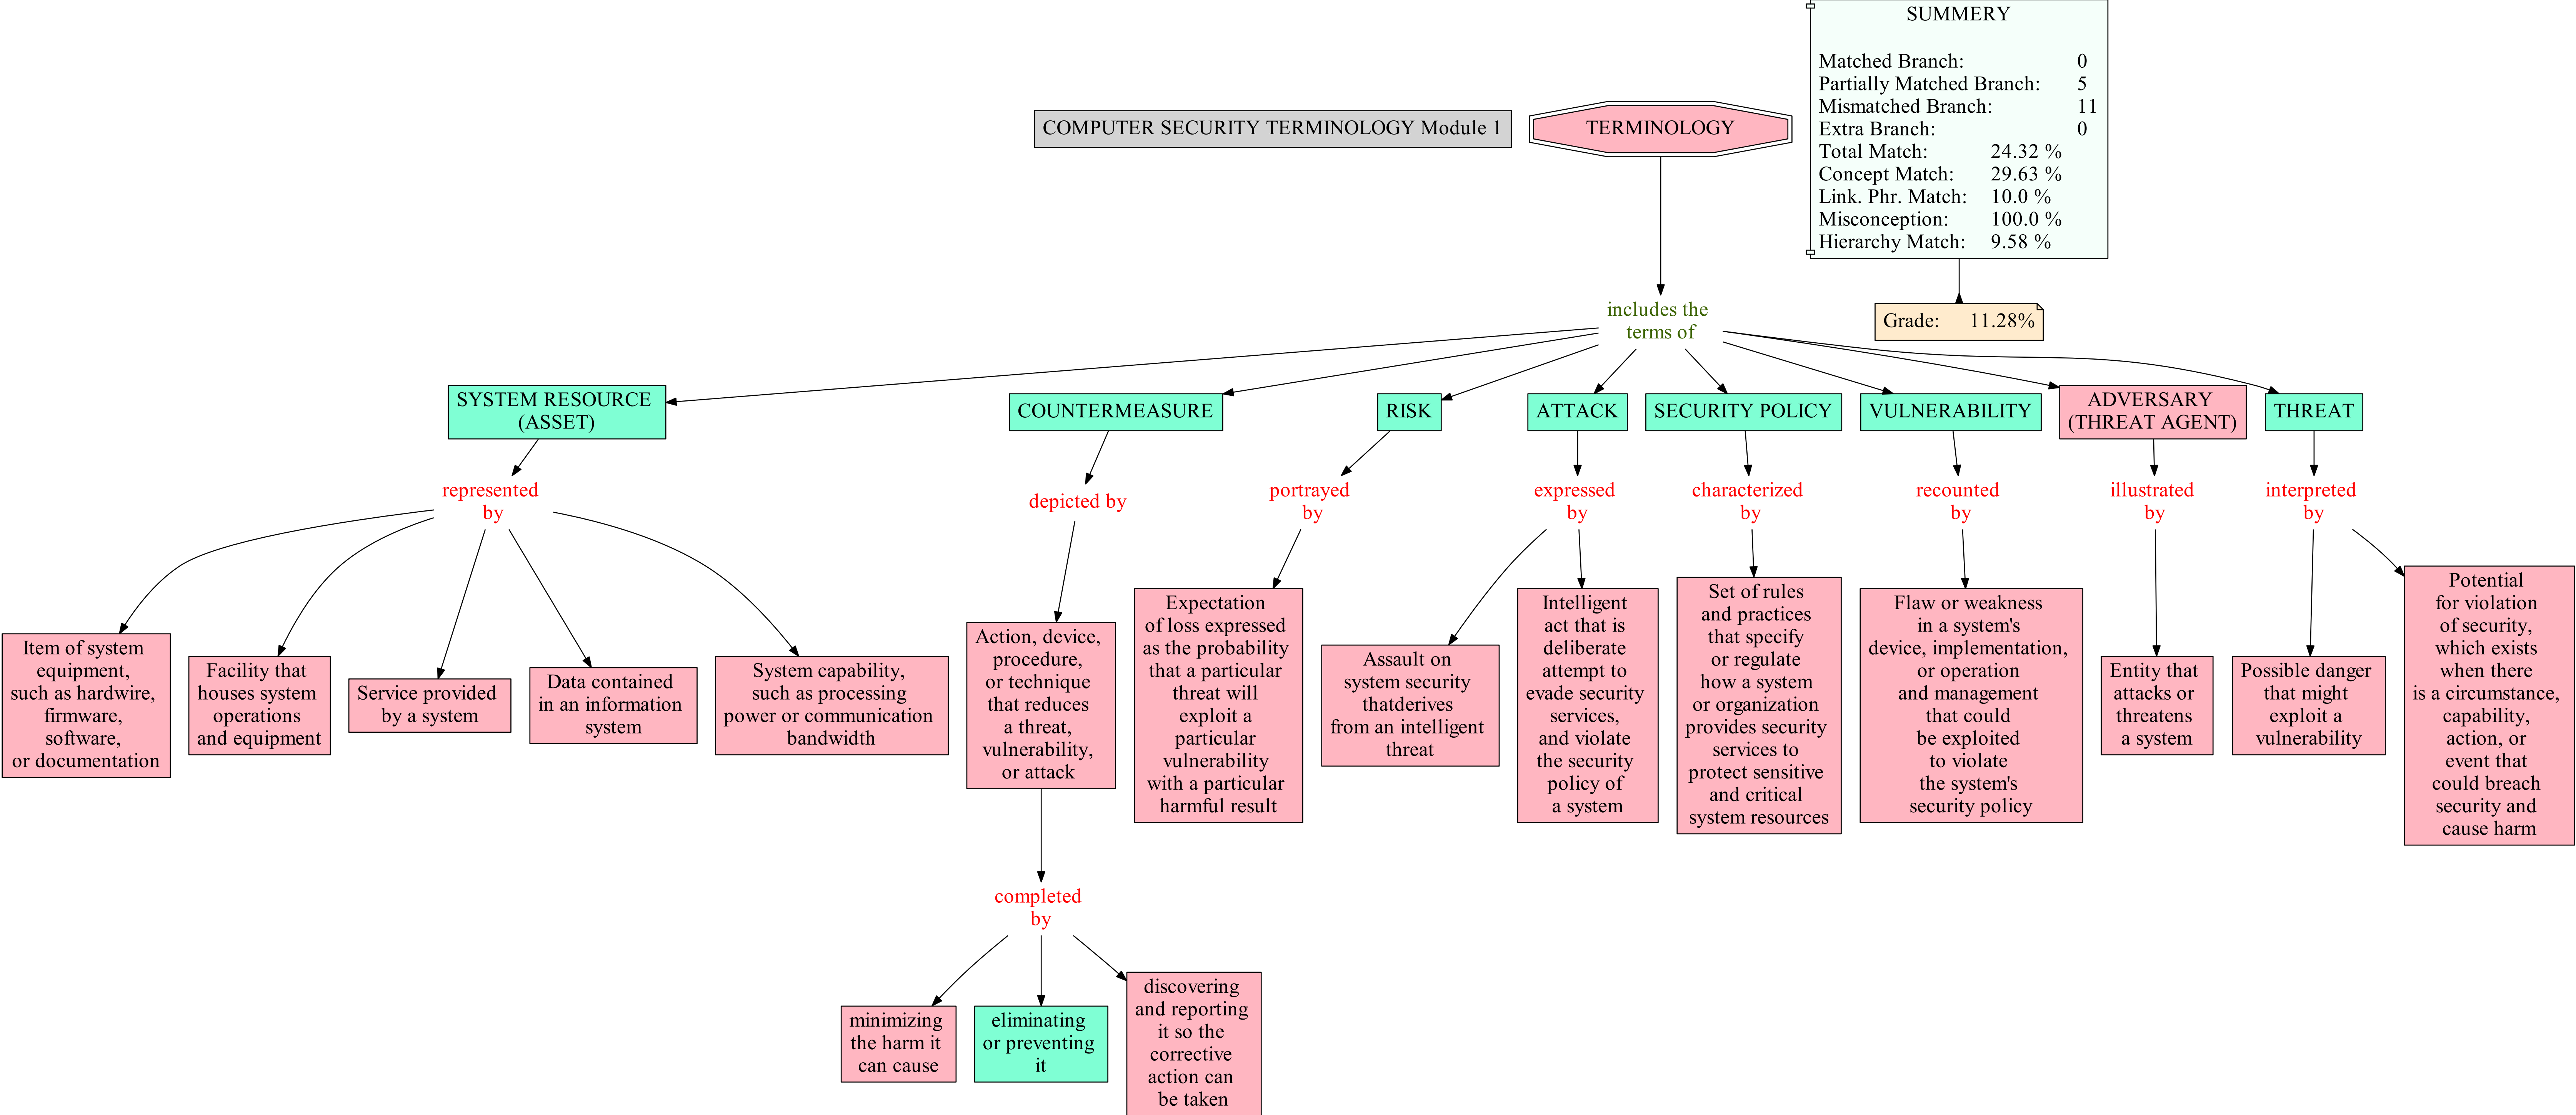 SUMMERY
Matched Branch: 0
Partially Matched Branch: 5
Mismatched Branch: 11
Extra Branch: 0
Total Match: 24.32 %
Concept Match: 29.63 %
Link. Phr. Match: 10.0 %
Misconception: 100.0 %
Hierarchy Match: 9.58 %
COMPUTER SECURITY TERMINOLOGY Module 1
TERMINOLOGY
includes the
terms of
Grade: 11.28%
SYSTEM RESOURCE
(ASSET)
COUNTERMEASURE
RISK
ATTACK
SECURITY POLICY
VULNERABILITY
ADVERSARY
(THREAT AGENT)
THREAT
represented
by
depicted by
portrayed
by
expressed
by
characterized
by
recounted
by
illustrated
by
interpreted
by
Item of system
equipment,
such as hardwire,
firmware,
software,
or documentation
Facility that
houses system
operations
and equipment
Service provided
by a system
Data contained
in an information
system
System capability,
such as processing
power or communication
bandwidth
Action, device,
procedure,
or technique
that reduces
a threat,
vulnerability,
or attack
Expectation
of loss expressed
as the probability
that a particular
threat will
exploit a
particular
vulnerability
with a particular
harmful result
Assault on
system security
thatderives
from an intelligent
threat
Intelligent
act that is
deliberate
attempt to
evade security
services,
and violate
the security
policy of
a system
Set of rules
and practices
that specify
or regulate
how a system
or organization
provides security
services to
protect sensitive
and critical
system resources
Flaw or weakness
in a system's
device, implementation,
or operation
and management
that could
be exploited
to violate
the system's
security policy
Entity that
attacks or
threatens
a system
Possible danger
that might
exploit a
vulnerability
Potential
for violation
of security,
which exists
when there
is a circumstance,
capability,
action, or
event that
could breach
security and
cause harm
completed
by
minimizing
the harm it
can cause
eliminating
or preventing
it
discovering
and reporting
it so the
corrective
action can
be taken